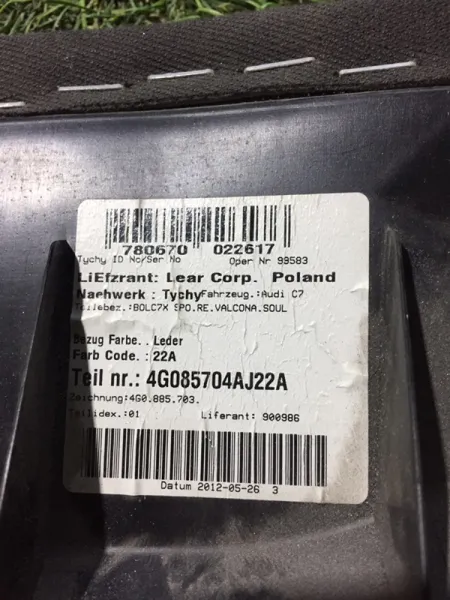 780670 022617
Tychy ID No/Ser No Oper Nr 99583
LiEfzrant: Lear Corp. Poland
Nachwerk : Tychy Fahrzeug.:Audi C7
Teilebez.:BOLC7X SPO.RE.VALCONA.SOUL
Bezug Farbe. . Leder
Farb Code. : 22A
Teil nr.: 4G085704AJ22A
Zeichnung:4G0.885.703.
Teilidex.:01 Liferant: 900986
Datum 2012-05-26 3